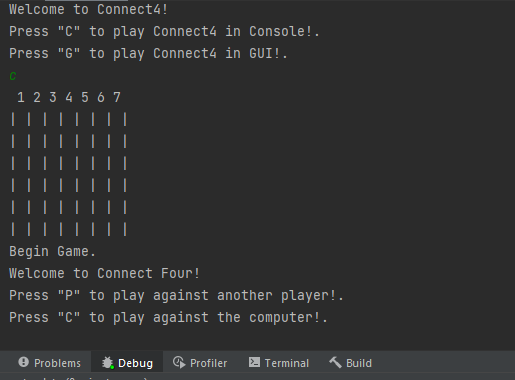 Welcome to Connect4!
Press "C" to play Connect4 in Console!.
Press "G" to play Connect4 in GUI!.
c
1 2 3 4 5 6 7
| | | | | | | |
| | | | | | | |
| | | | | | | |
| | | | | | | |
| | | | | | | |
| | | | | | | |
Begin Game.
Welcome to Connect Four!
Press "P" to play against another player!.
Press "C" to play against the computer!.
Problems Debug Profiler Terminal Build